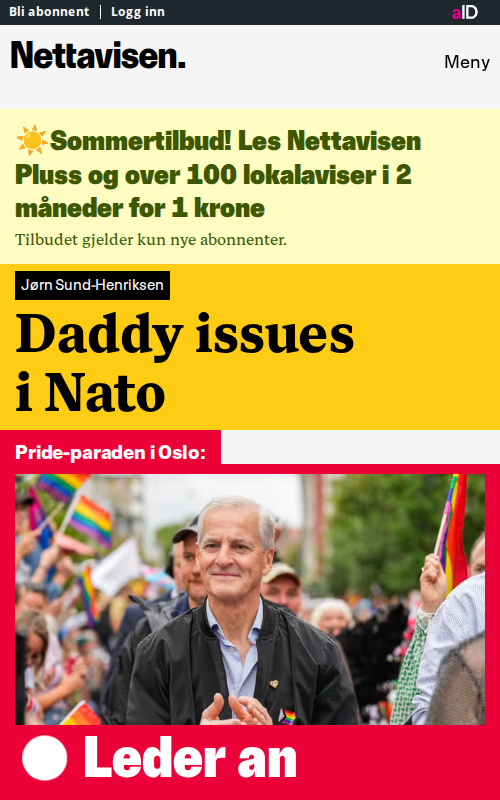 Bli abonnent | Logg inn
aID
Nettavisen.
Meny
☀️Sommertilbud! Les Nettavisen
Pluss og over 100 lokalaviser i 2
måneder for 1 krone
Tilbudet gjelder kun nye abonnenter.
Jørn Sund-Henriksen
Daddy issues
i Nato
Pride-paraden i Oslo:
Leder an